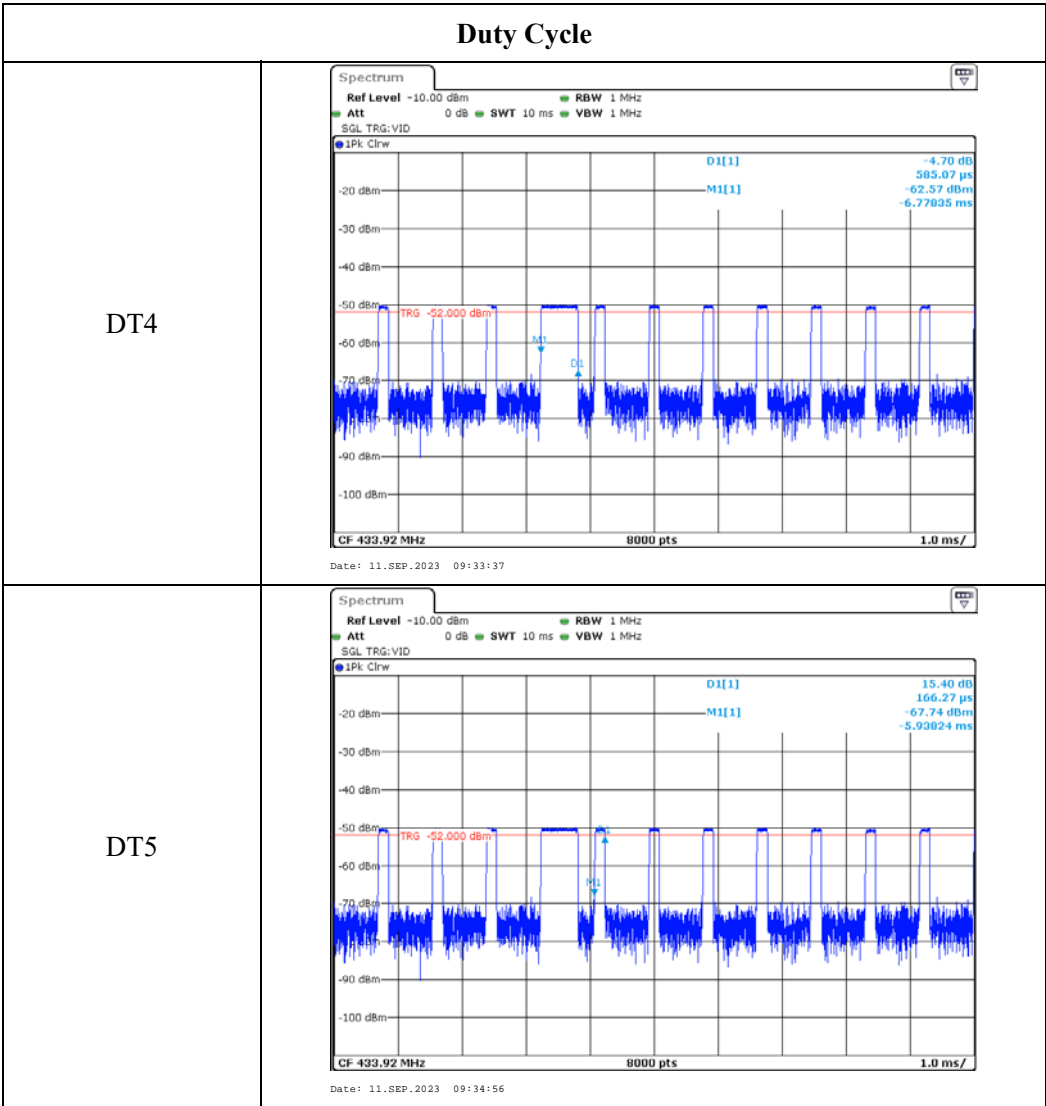 Duty Cycle
DT4
Spectrum
Ref Level -10.00 dBm RBW 1 MHz
Att 0 dB SWT 10 ms VBW 1 MHz
SGL TRG:VID
1Pk Clrw
D1[1] -4.70 dB
585.07 µs
M1[1] -62.57 dBm
-6.77835 ms
-20 dBm
-30 dBm
-40 dBm
-50 dBm
TRG -52.000 dBm
M1
-60 dBm
D1
-70 dBm
-90 dBm
-100 dBm
CF 433.92 MHz 8000 pts 1.0 ms/
Date: 11.SEP.2023 09:33:37
DT5
Spectrum
Ref Level -10.00 dBm RBW 1 MHz
Att 0 dB SWT 10 ms VBW 1 MHz
SGL TRG:VID
1Pk Clrw
D1[1] 15.40 dB
166.27 µs
M1[1] -67.74 dBm
-5.93824 ms
-20 dBm
-30 dBm
-40 dBm
-50 dBm
TRG -52.000 dBm
-60 dBm
M1
-70 dBm
-90 dBm
-100 dBm
CF 433.92 MHz 8000 pts 1.0 ms/
Date: 11.SEP.2023 09:34:56